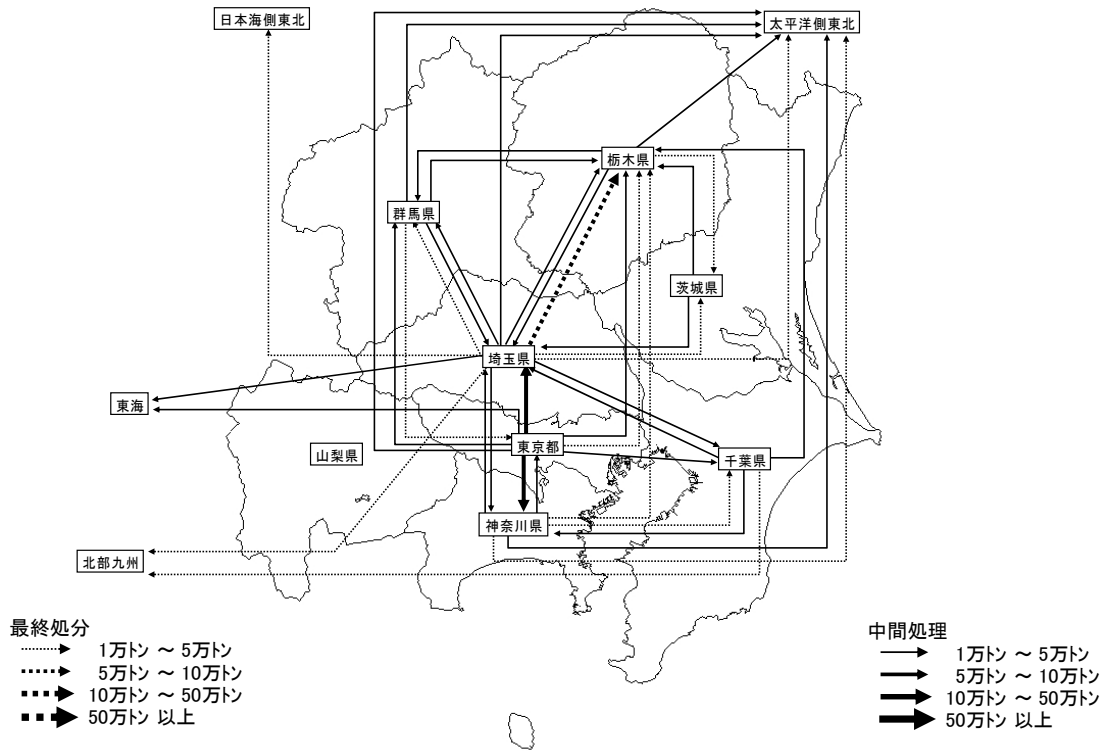 日本海側東北
太平洋側東北
栃木県
群馬県
茨城県
埼玉県
東海
東京都
山梨県
千葉県
神奈川県
北部九州
最終処分
1万トン ～ 5万トン
5万トン ～ 10万トン
10万トン ～ 50万トン
50万トン 以上
中間処理
1万トン ～ 5万トン
5万トン ～ 10万トン
10万トン ～ 50万トン
50万トン 以上